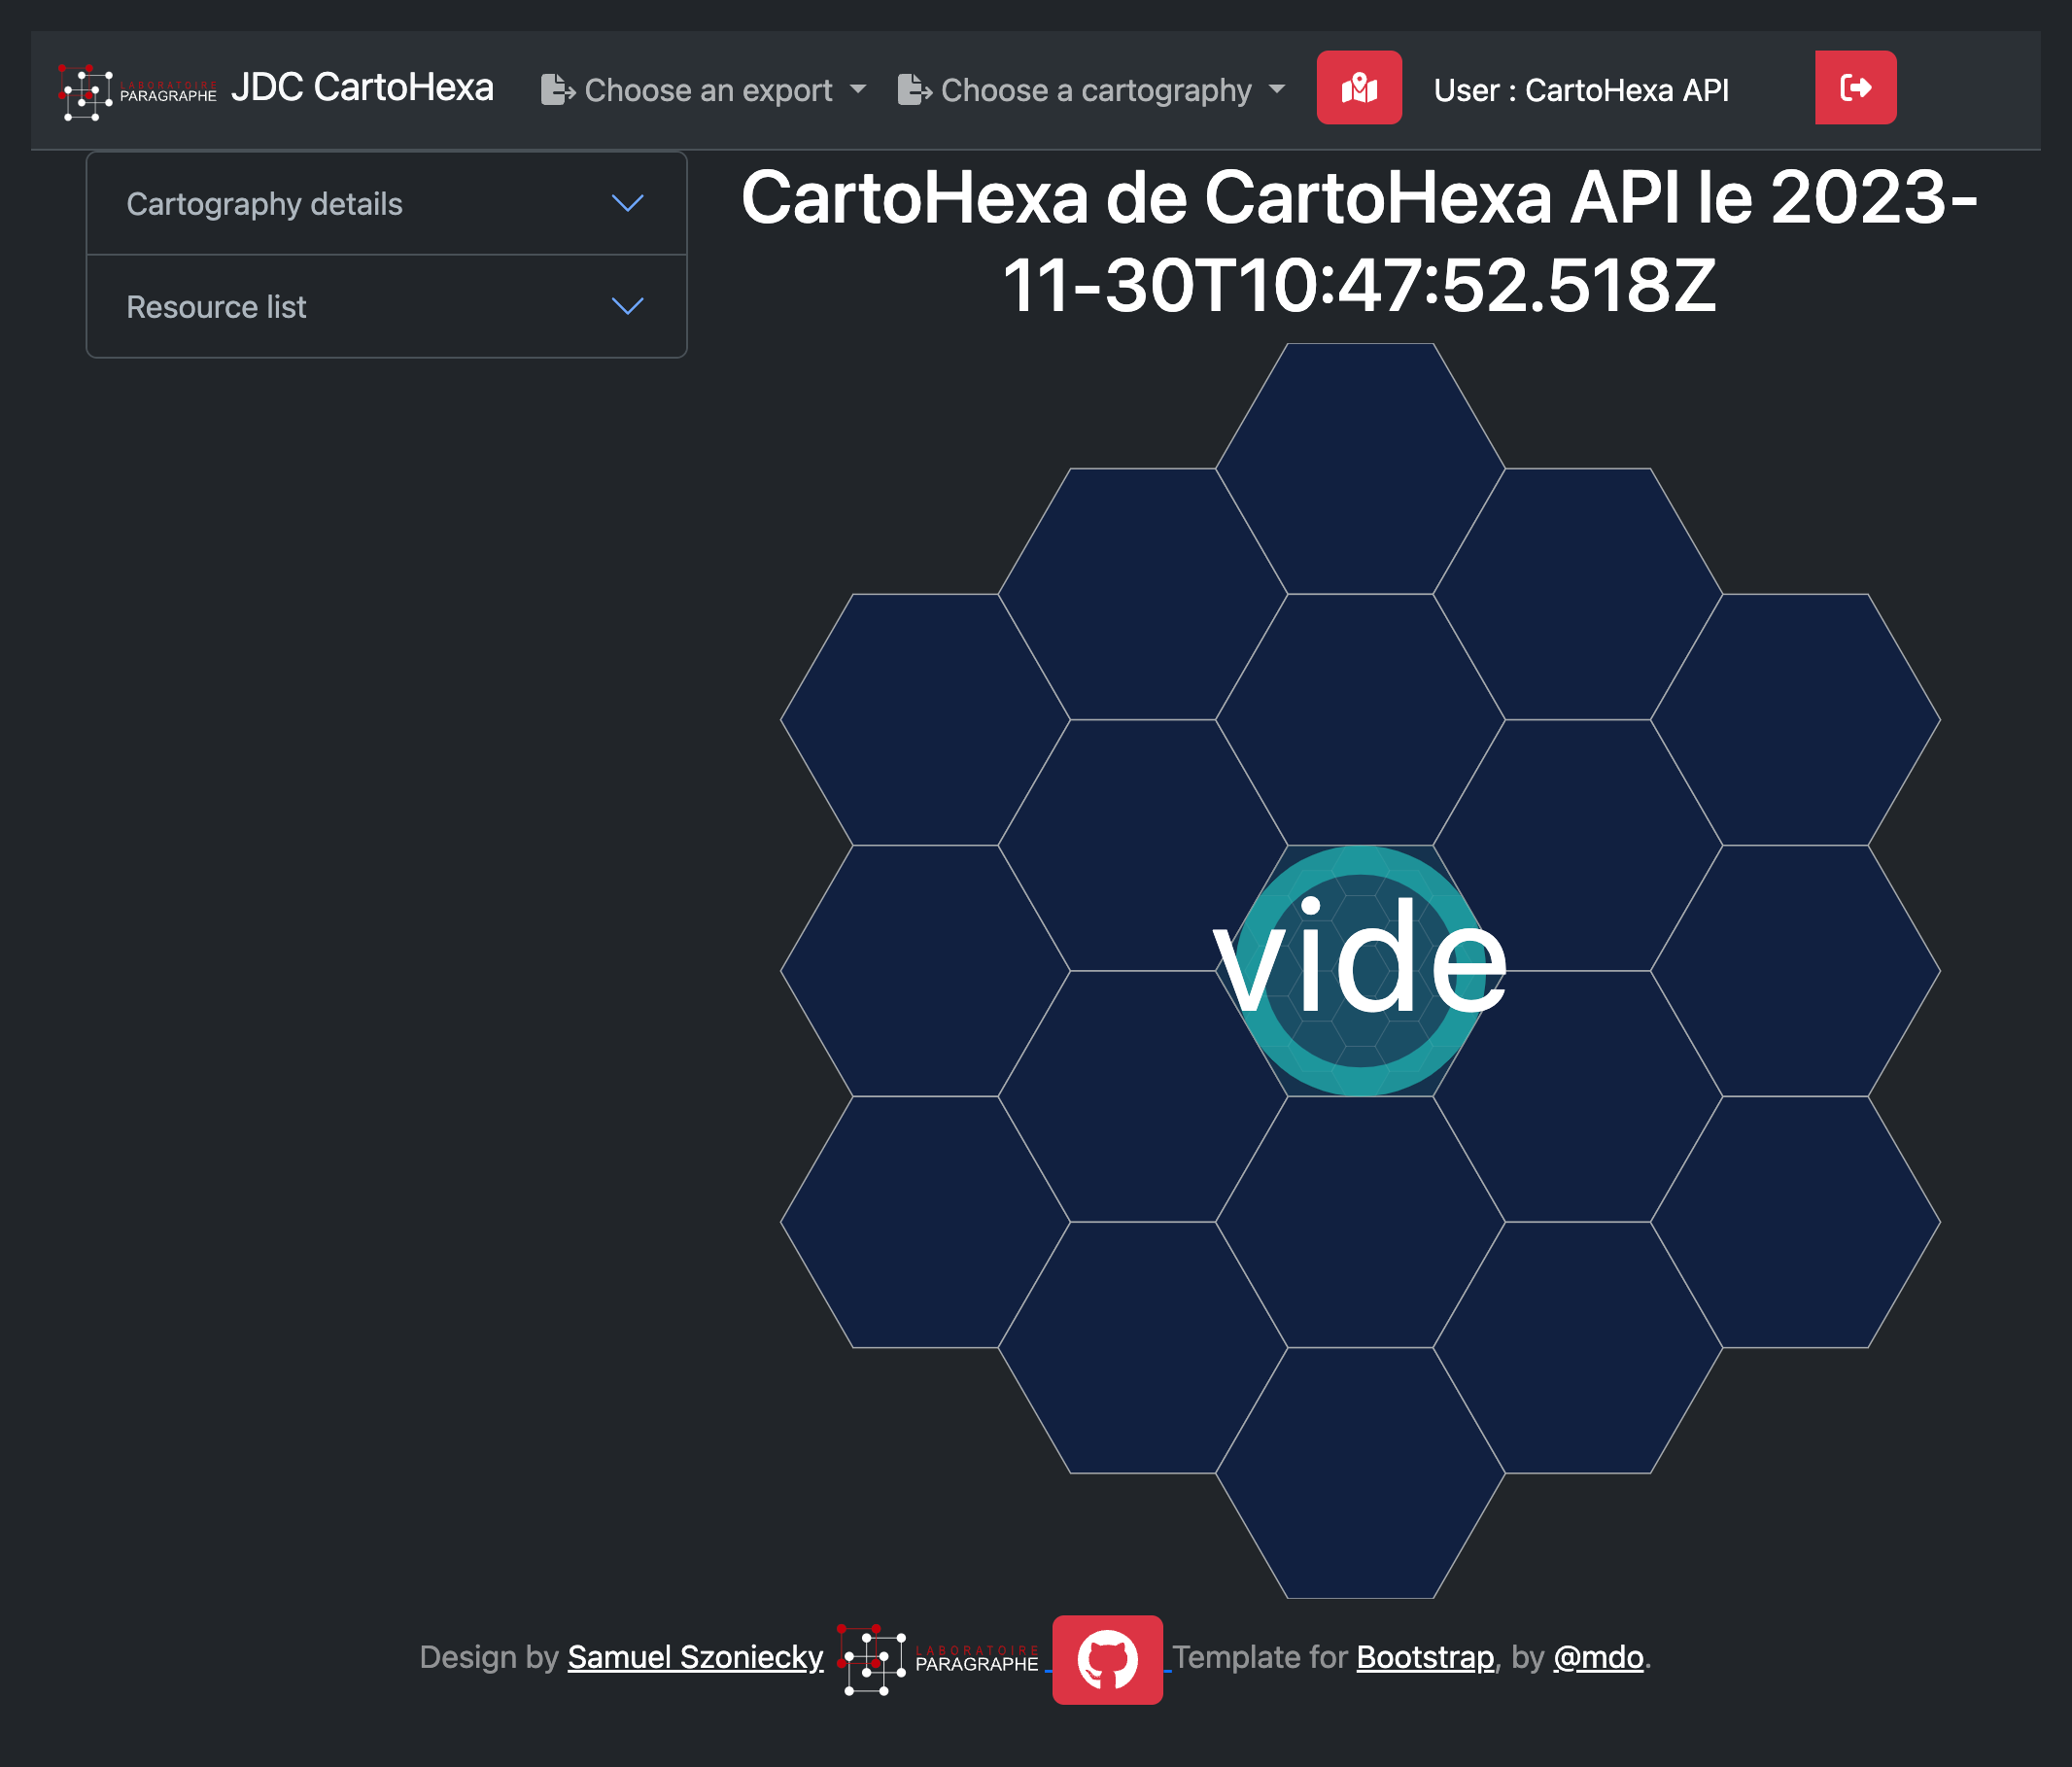 LABORATOIRE
PARAGRAPHE
JDC CartoHexa
Choose an export
Choose a cartography
User : CartoHexa API
Cartography details
Resource list
CartoHexa de CartoHexa API le 2023-
11-30T10:47:52.518Z
vide
Design by Samuel Szoniecky
LABORATOIRE
PARAGRAPHE
Template for Bootstrap, by @mdo.